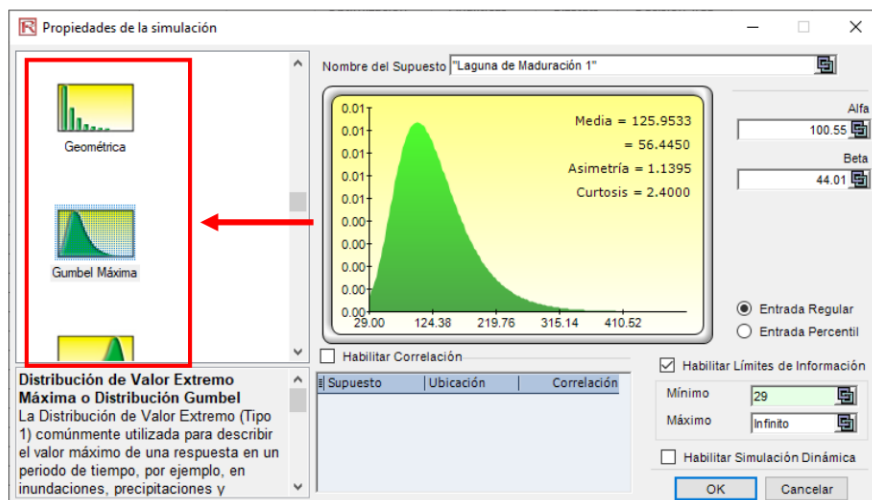 Propiedades de la simulación
Geométrica
Gumbel Máxima
Distribución de Valor Extremo
Máxima o Distribución Gumbel
La Distribución de Valor Extremo (Tipo
1) comúnmente utilizada para describir
el valor máximo de una respuesta en un
periodo de tiempo, por ejemplo, en
inundaciones, precipitaciones y
Nombre del Supuesto "Laguna de Maduración 1"
0.01
0.01
0.01
0.01
0.01
0.00
0.00
0.00
0.00
0.00
29.00 124.38 219.76 315.14 410.52
Media = 125.9533
= 56.4450
Asimetría = 1.1395
Curtosis = 2.4000
Alfa
100.55
Beta
44.01
Entrada Regular
Entrada Percentil
Habilitar Correlación
Supuesto Ubicación Correlación
Habilitar Límites de Información
Mínimo 29
Máximo Infinito
Habilitar Simulación Dinámica
OK Cancelar